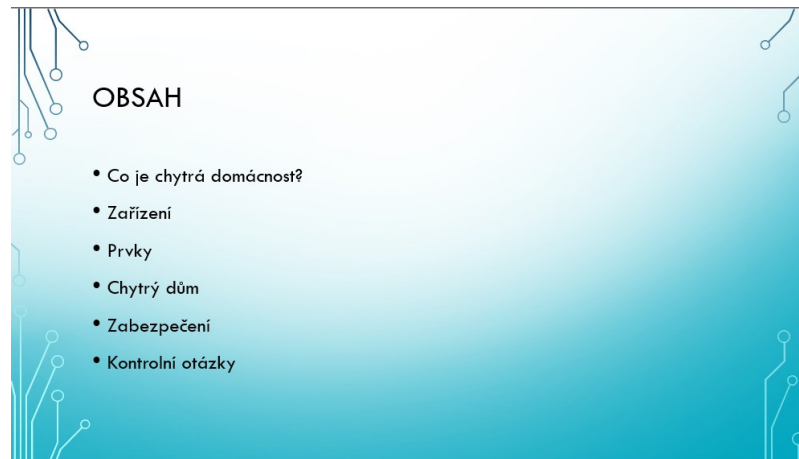 OBSAH
• Co je chytrá domácnost?
• Zařízení
• Prvky
• Chytrý dům
• Zabezpečení
• Kontrolní otázky